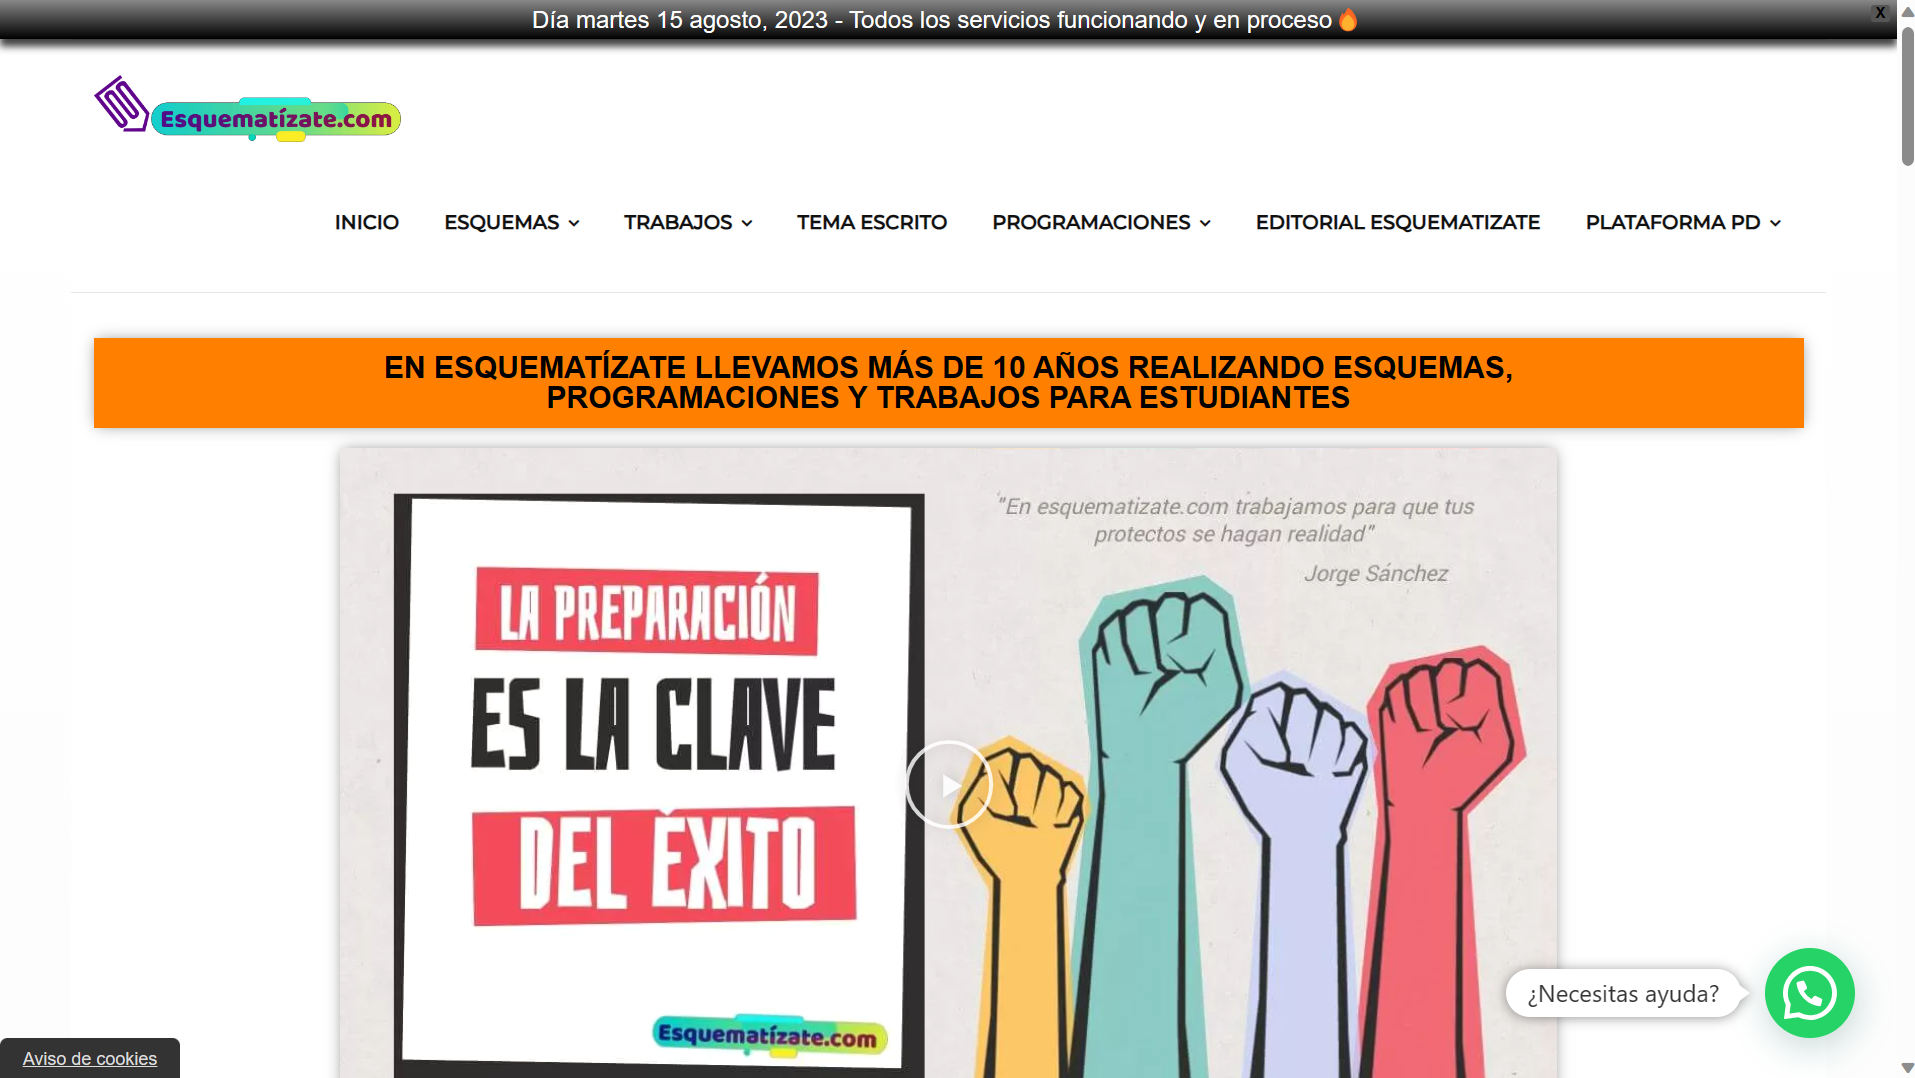 Día martes 15 agosto, 2023 - Todos los servicios funcionando y en proceso🔥
X
Esquematízate.com
INICIO
ESQUEMAS
TRABAJOS
TEMA ESCRITO
PROGRAMACIONES
EDITORIAL ESQUEMATIZATE
PLATAFORMA PD
EN ESQUEMATÍZATE LLEVAMOS MÁS DE 10 AÑOS REALIZANDO ESQUEMAS,
PROGRAMACIONES Y TRABAJOS PARA ESTUDIANTES
"En esquematizate.com trabajamos para que tus
protectos se hagan realidad"
Jorge Sánchez
LA PREPARACIÓN
ES LA CLAVE
DEL ÉXITO
Esquematízate.com
¿Necesitas ayuda?
Aviso de cookies